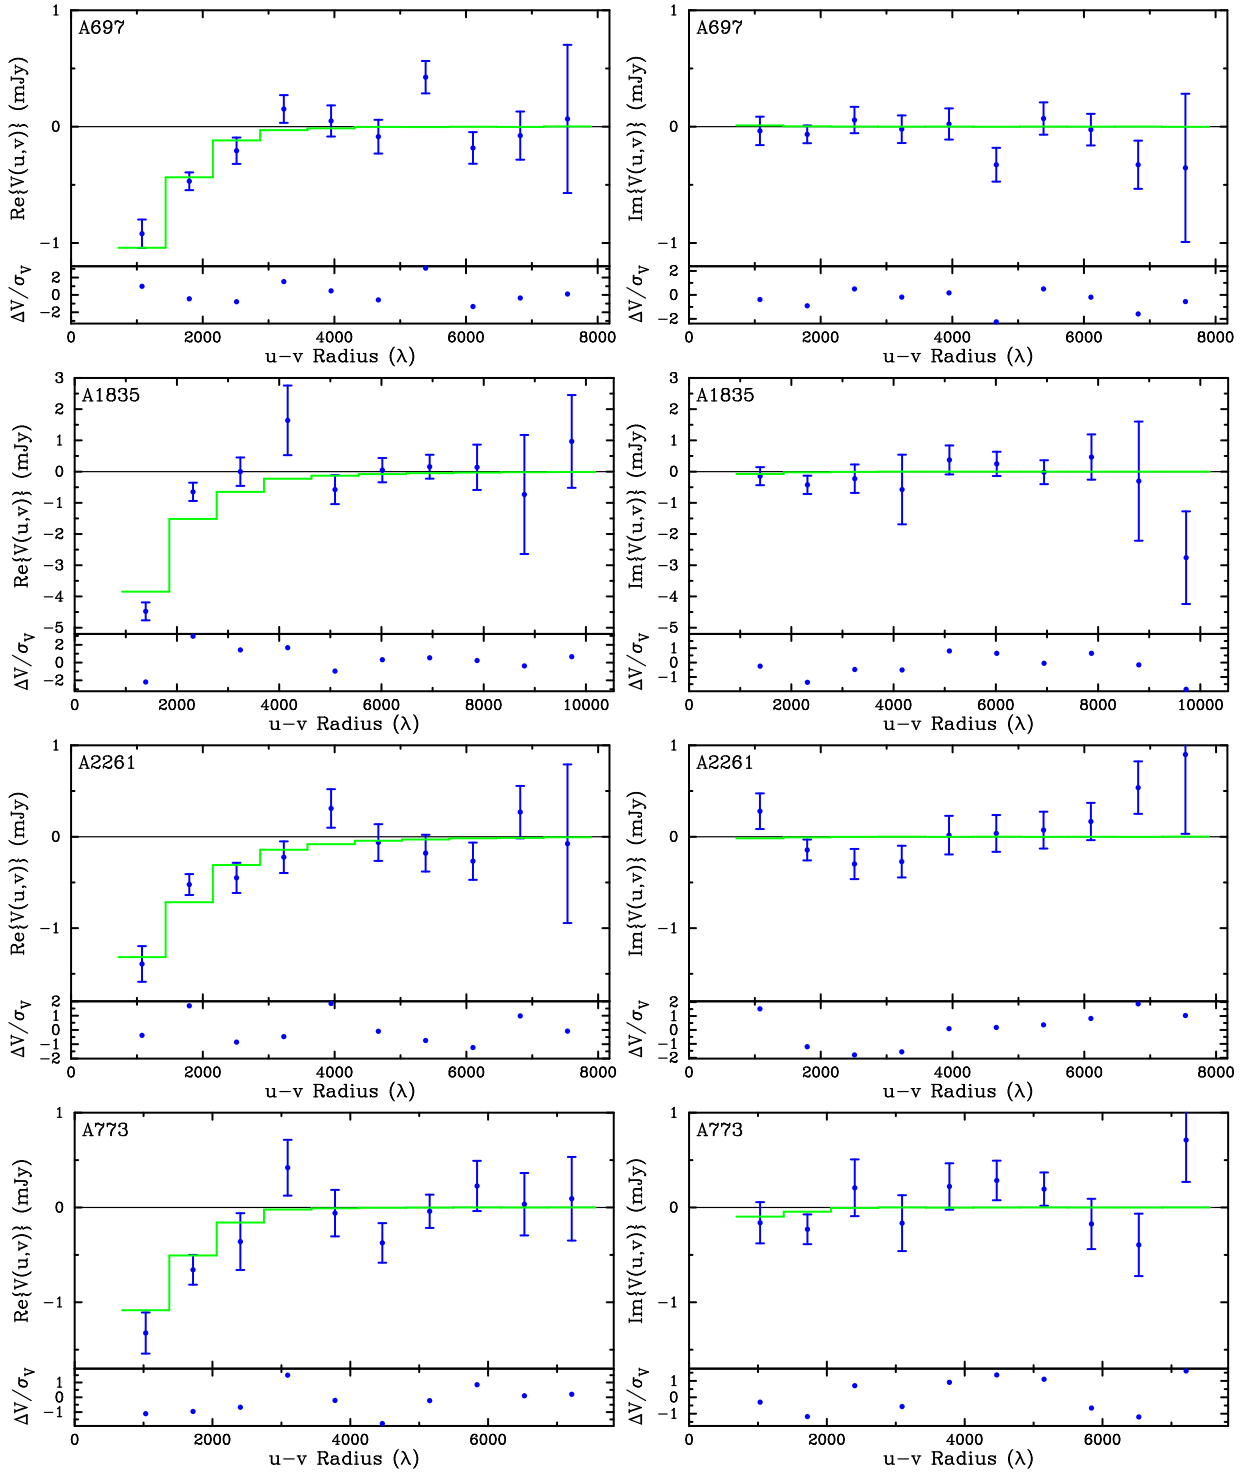 A697
Re{V(u,v)} (mJy)
1
0
−1
ΔV/σV
2
0
−2
0 2000 4000 6000 8000
u−v Radius (λ)
A697
Im{V(u,v)} (mJy)
1
0
−1
ΔV/σV
2
0
−2
0 2000 4000 6000 8000
u−v Radius (λ)
A1835
Re{V(u,v)} (mJy)
3
2
1
0
−1
−2
−3
−4
−5
ΔV/σV
2
0
−2
0 2000 4000 6000 8000 10000
u−v Radius (λ)
A1835
Im{V(u,v)} (mJy)
3
2
1
0
−1
−2
−3
−4
−5
ΔV/σV
1
0
−1
0 2000 4000 6000 8000 10000
u−v Radius (λ)
A2261
Re{V(u,v)} (mJy)
1
0
−1
ΔV/σV
2
1
0
−1
−2
0 2000 4000 6000 8000
u−v Radius (λ)
A2261
Im{V(u,v)} (mJy)
1
0
−1
ΔV/σV
2
1
0
−1
−2
0 2000 4000 6000 8000
u−v Radius (λ)
A773
Re{V(u,v)} (mJy)
1
0
−1
ΔV/σV
1
0
−1
0 2000 4000 6000
u−v Radius (λ)
A773
Im{V(u,v)} (mJy)
1
0
−1
ΔV/σV
1
0
−1
0 2000 4000 6000
u−v Radius (λ)